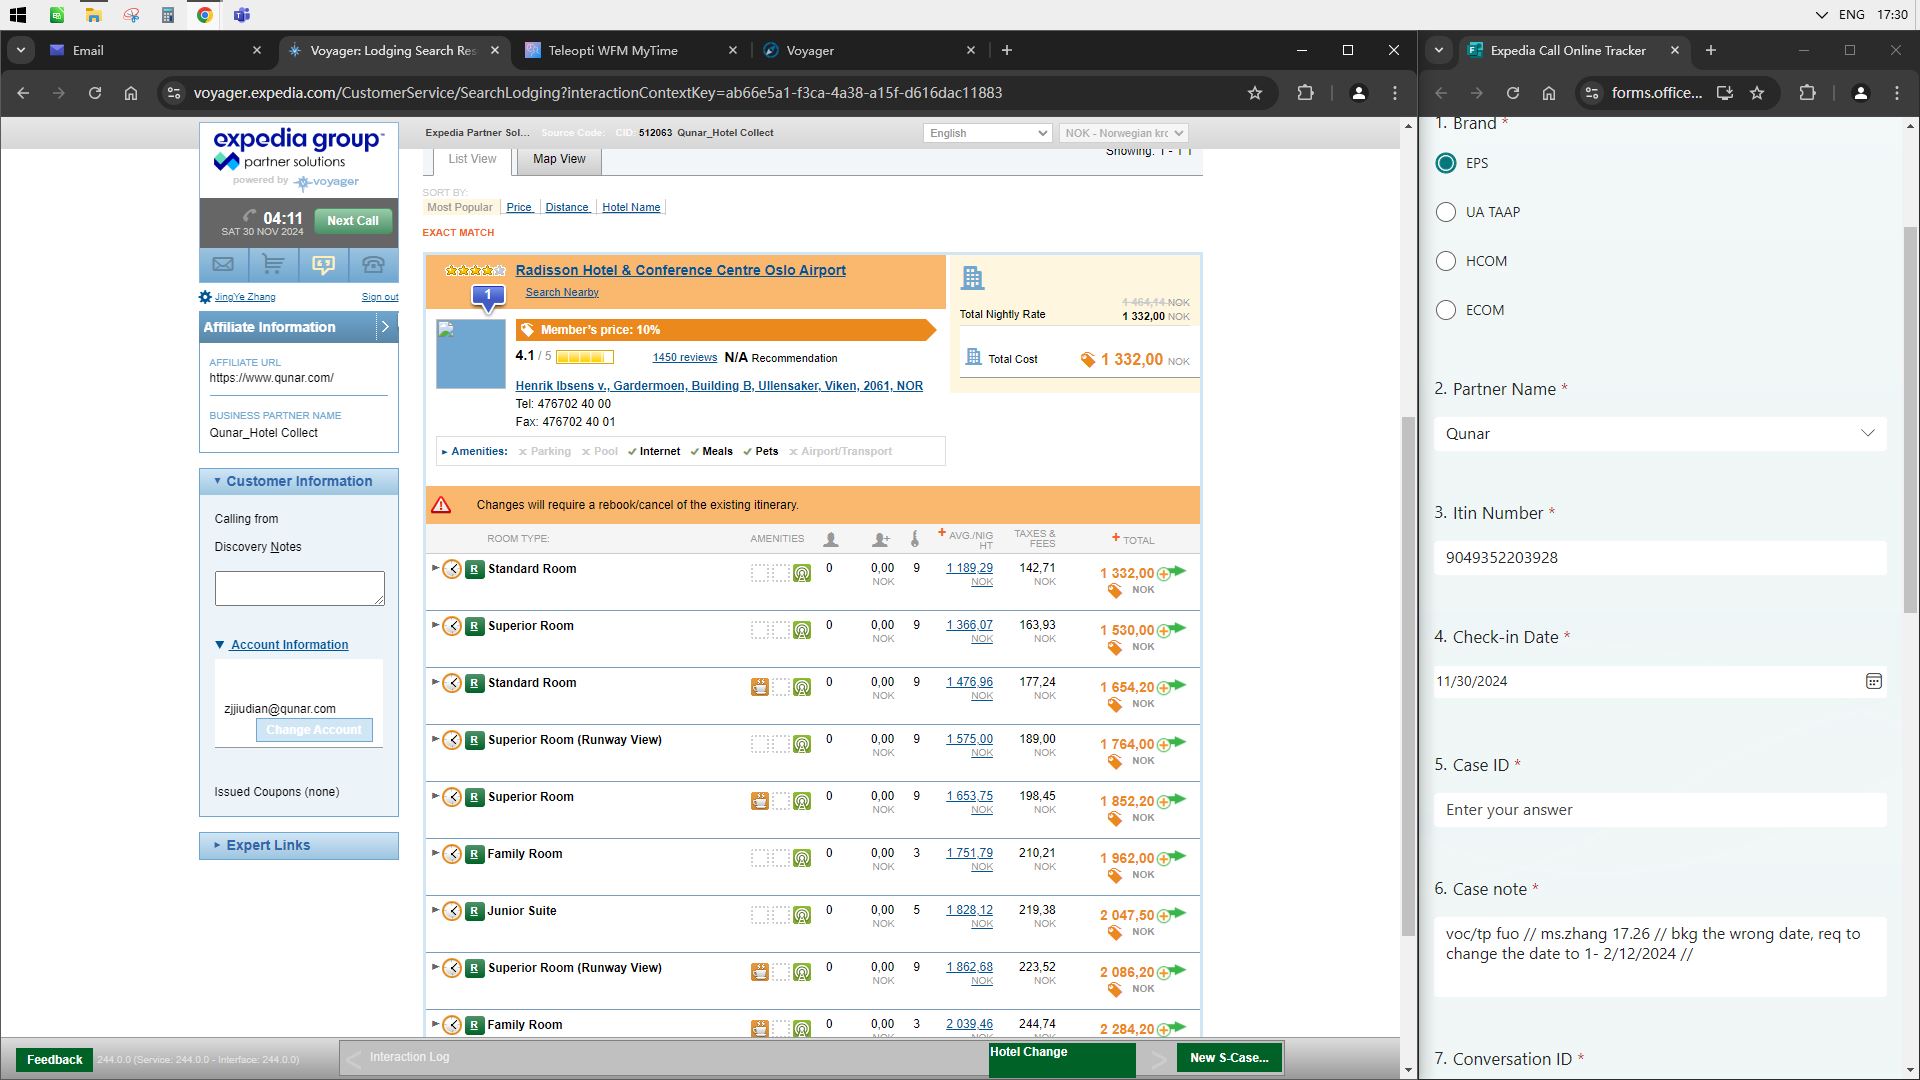 ENG 17:30
Email
Voyager: Lodging Search Res
Teleopti WFM MyTime
Voyager
Expedia Call Online Tracker
voyager.expedia.com/CustomerService/SearchLodging?interactionContextKey=ab66e5a1-f3ca-4a38-a15f-d616dac11883
forms.office...
expedia group™
partner solutions
powered by voyager
04:11
SAT 30 NOV 2024
Next Call
JingYe Zhang Sign out
Affiliate Information
AFFILIATE URL
https://www.qunar.com/
BUSINESS PARTNER NAME
Qunar_Hotel Collect
Customer Information
Calling from
Discovery Notes
Account Information
zjjiudian@qunar.com
Change Account
Issued Coupons (none)
Expert Links
Expedia Partner Sol... Source Code: CID: 512063 Qunar_Hotel Collect
English
NOK - Norwegian krc
List View
Map View
Showing: 1 - 1 1
SORT BY:
Most Popular Price Distance Hotel Name
EXACT MATCH
Radisson Hotel & Conference Centre Oslo Airport
1 Search Nearby
Member's price: 10%
4.1 / 5 1450 reviews N/A Recommendation
Henrik Ibsens v., Gardermoen, Building B, Ullensaker, Viken, 2061, NOR
Tel: 476702 40 00
Fax: 476702 40 01
Amenities: Parking Pool Internet Meals Pets Airport/Transport
1 464,14 NOK
Total Nightly Rate 1 332,00 NOK
Total Cost 1 332,00 NOK
Changes will require a rebook/cancel of the existing itinerary.
ROOM TYPE: AMENITIES + AVG./NIGHT TAXES & FEES + TOTAL
R Standard Room 0 0,00 NOK 9 1 189,29 NOK 142,71 1 332,00 NOK
R Superior Room 0 0,00 NOK 9 1 366,07 NOK 163,93 1 530,00 NOK
R Standard Room 0 0,00 NOK 9 1 476,96 NOK 177,24 1 654,20 NOK
R Superior Room (Runway View) 0 0,00 NOK 9 1 575,00 NOK 189,00 1 764,00 NOK
R Superior Room 0 0,00 NOK 9 1 653,75 NOK 198,45 1 852,20 NOK
R Family Room 0 0,00 NOK 3 1 751,79 NOK 210,21 1 962,00 NOK
R Junior Suite 0 0,00 NOK 5 1 828,12 NOK 219,38 2 047,50 NOK
R Superior Room (Runway View) 0 0,00 NOK 9 1 862,68 NOK 223,52 2 086,20 NOK
R Family Room 0 0,00 3 2 039,46 244,74 2 284,20
Feedback
244.0.0 (Service: 244.0.0 - Interface: 244.0.0)
Interaction Log
Hotel Change
New S-Case...
1. Brand *
EPS
UA TAAP
HCOM
ECOM
2. Partner Name *
Qunar
3. Itin Number *
9049352203928
4. Check-in Date *
11/30/2024
5. Case ID *
Enter your answer
6. Case note *
voc/tp fuo // ms.zhang 17.26 // bkg the wrong date, req to
change the date to 1- 2/12/2024 //
7. Conversation ID *